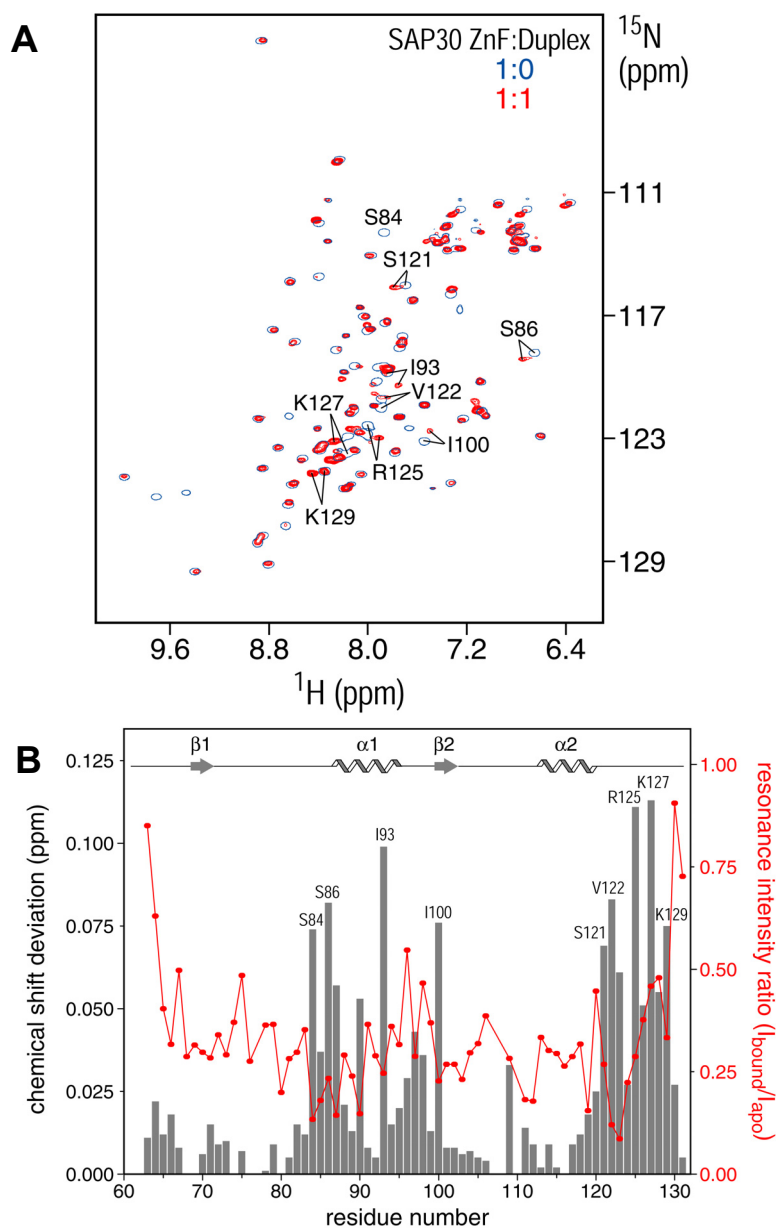 A
SAP30 ZnF:Duplex
1:0
1:1
15N
(ppm)
S84
S121
S86
I93
V122
K127
I100
R125
K129
111
117
123
129
9.6 8.8 8.0 7.2 6.4
1H (ppm)
B
β1 α1 β2 α2
chemical shift deviation (ppm)
0.125
0.100
0.075
0.050
0.025
0.000
S84
S86
I93
I100
S121
V122
R125
K127
K129
1.00
0.75
0.50
0.25
0.00
resonance intensity ratio (Ibound/Iapo)
60 70 80 90 100 110 120 130
residue number